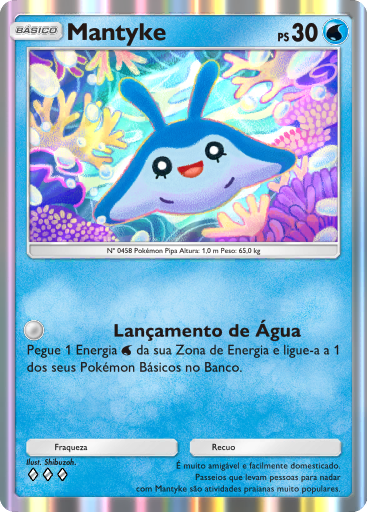 BÁSICO Mantyke PS 30
Nº 0458 Pokémon Pipa Altura: 1,0 m Peso: 65,0 kg
Lançamento de Água
Pegue 1 Energia da sua Zona de Energia e ligue-a a 1
dos seus Pokémon Básicos no Banco.
Fraqueza Recuo
Ilust. Shibuzoh.
É muito amigável e facilmente domesticado.
Passeios que levam pessoas para nadar
com Mantyke são atividades praianas muito populares.